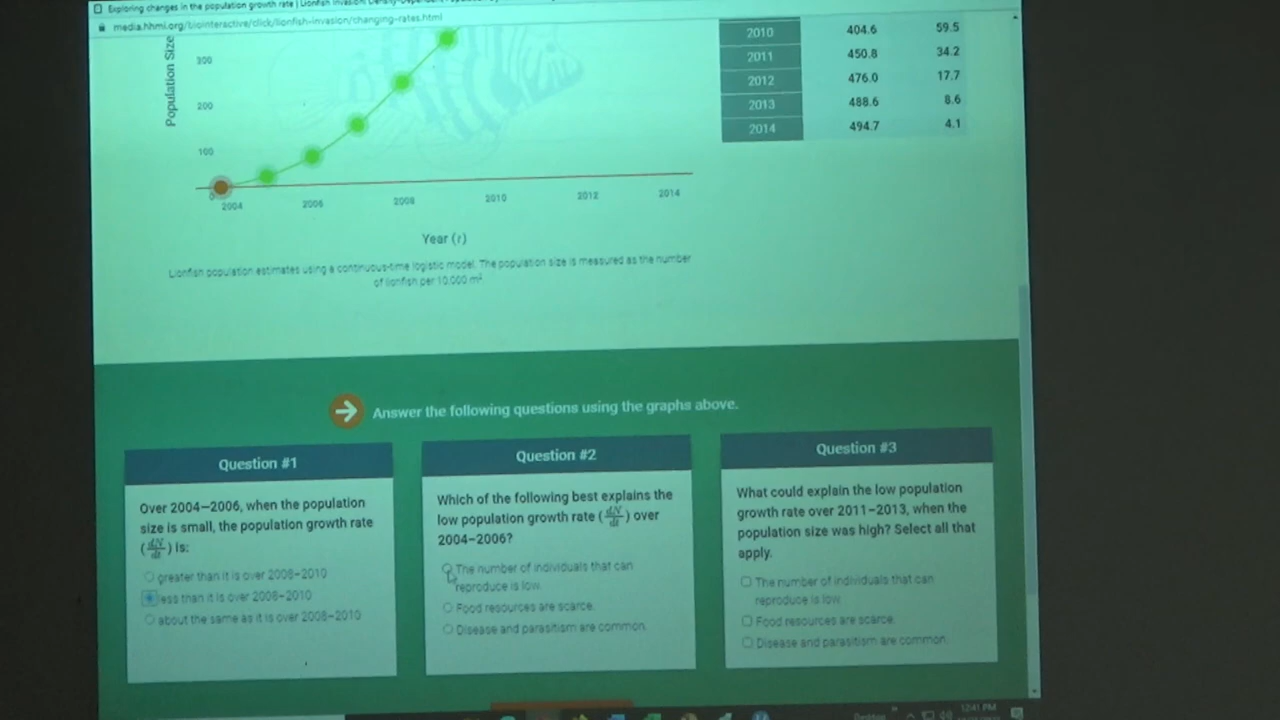 Exploring changes in the population growth rate | Lionfish Invasion: Density-Dependent
media.hhmi.org/biointeractive/click/lionfish-invasion/changing-rates.html
Population Size
300
200
100
0
2004 2006 2008 2010 2012 2014
Year (t)
Lionfish population estimates using a continuous-time logistic model. The population size is measured as the number
of lionfish per 10,000 m²
2010 404.6 59.5
2011 450.8 34.2
2012 476.0 17.7
2013 488.6 8.6
2014 494.7 4.1
Answer the following questions using the graphs above.
Question #1
Over 2004–2006, when the population
size is small, the population growth rate
(dN/dt) is:
greater than it is over 2008–2010
less than it is over 2008–2010
about the same as it is over 2008–2010
Question #2
Which of the following best explains the
low population growth rate (dN/dt) over
2004–2006?
The number of individuals that can
reproduce is low.
Food resources are scarce.
Disease and parasitism are common.
Question #3
What could explain the low population
growth rate over 2011–2013, when the
population size was high? Select all that
apply.
The number of individuals that can
reproduce is low.
Food resources are scarce.
Disease and parasitism are common.
Desktop
12:41 PM